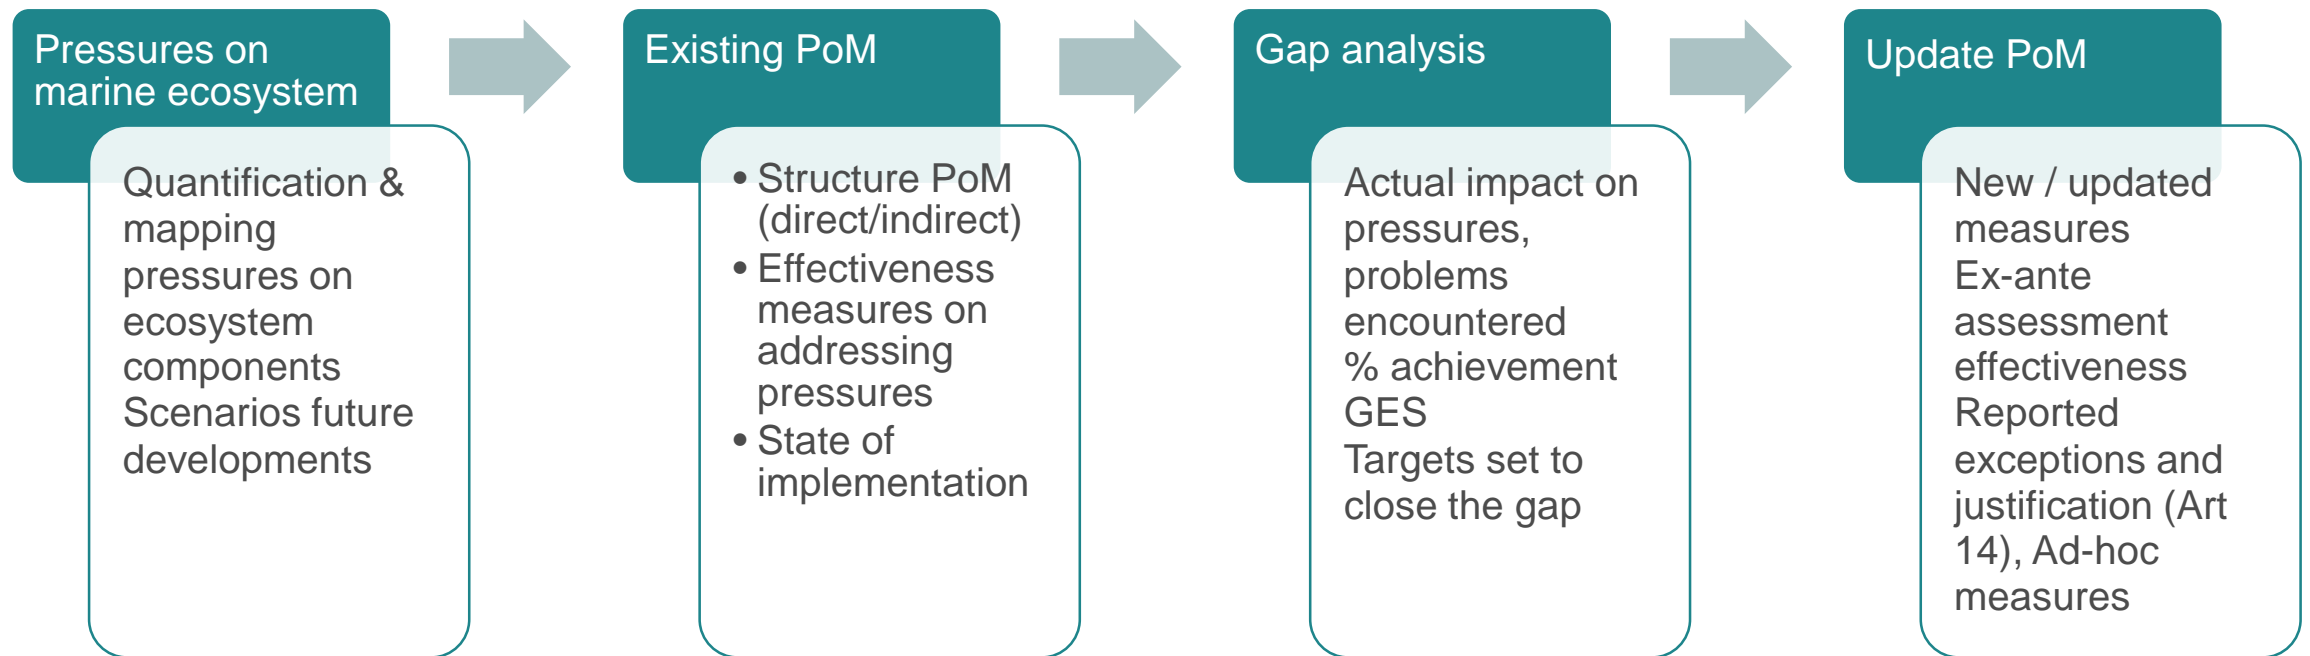 Pressures on
marine ecosystem
Quantification &
mapping
pressures on
ecosystem
components
Scenarios future
developments
Existing PoM
• Structure PoM
(direct/indirect)
• Effectiveness
measures on
addressing
pressures
• State of
implementation
Gap analysis
Actual impact on
pressures,
problems
encountered
% achievement
GES
Targets set to
close the gap
Update PoM
New / updated
measures
Ex-ante
assessment
effectiveness
Reported
exceptions and
justification (Art
14), Ad-hoc
measures